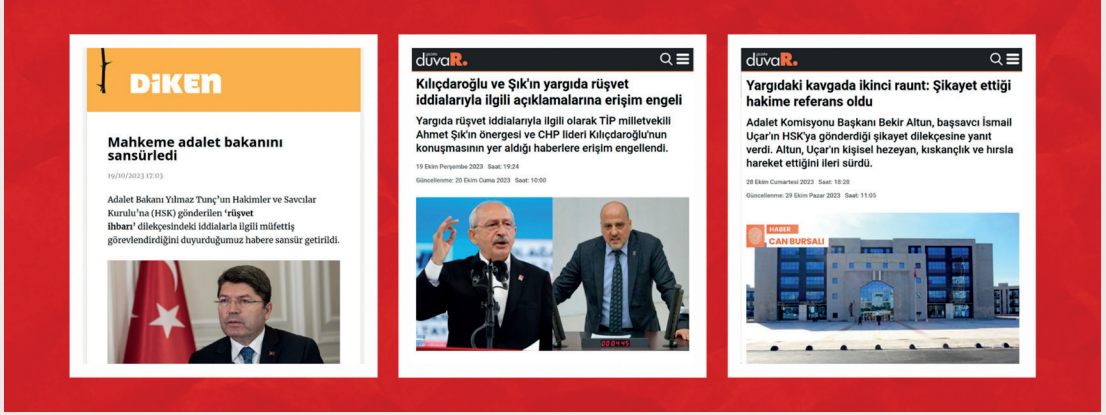 DiKEN
Mahkeme adalet bakanını
sansürledi
19/10/2023 17:03
Adalet Bakanı Yılmaz Tunç'un Hakimler ve Savcılar
Kurulu'na (HSK) gönderilen 'rüşvet
ihbarı' dilekçesindeki iddialarla ilgili müfettiş
görevlendirdiğini duyurduğumuz habere sansür getirildi.
gazete
duvaR.
Kılıçdaroğlu ve Şık'ın yargıda rüşvet
iddialarıyla ilgili açıklamalarına erişim engeli
Yargıda rüşvet iddialarıyla ilgili olarak TİP milletvekili
Ahmet Şık'ın önergesi ve CHP lideri Kılıçdaroğlu'nun
konuşmasının yer aldığı haberlere erişim engellendi.
19 Ekim Perşembe 2023 Saat: 19:24
Güncellenme: 20 Ekim Cuma 2023 Saat: 10:00
gazete
duvaR.
Yargıdaki kavgada ikinci raunt: Şikayet ettiği
hakime referans oldu
Adalet Komisyonu Başkanı Bekir Altun, başsavcı İsmail
Uçar'ın HSK'ya gönderdiği şikayet dilekçesine yanıt
verdi. Altun, Uçar'ın kişisel hezeyan, kıskançlık ve hırsla
hareket ettiğini ileri sürdü.
28 Ekim Cumartesi 2023 Saat: 18:28
Güncellenme: 29 Ekim Pazar 2023 Saat: 11:05
HABER
CAN BURSALI